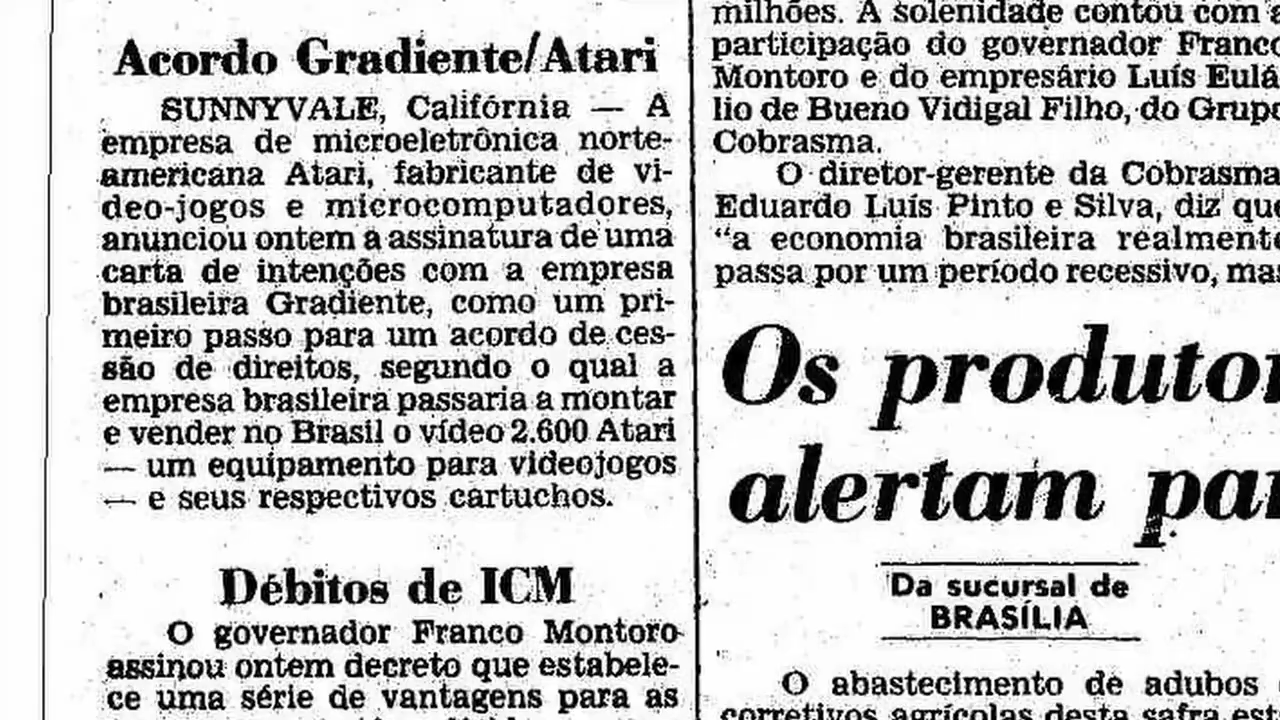 Acordo Gradiente/Atari
SUNNYVALE, Califórnia — A
empresa de microeletrônica norte-
americana Atari, fabricante de vi-
deo-jogos e microcomputadores,
anunciou ontem a assinatura de uma
carta de intenções com a empresa
brasileira Gradiente, como um pri-
meiro passo para um acordo de ces-
são de direitos, segundo o qual a
empresa brasileira passaria a montar
e vender no Brasil o vídeo 2.600 Atari
— um equipamento para videojogos
— e seus respectivos cartuchos.
Débitos de ICM
O governador Franco Montoro
assinou ontem decreto que estabele-
ce uma série de vantagens para as
milhões. A solenidade contou com a
participação do governador Franco
Montoro e do empresário Luís Eulá-
lio de Bueno Vidigal Filho, do Grupo
Cobrasma.
O diretor-gerente da Cobrasma
Eduardo Luís Pinto e Silva, diz que
“a economia brasileira realmente
passa por um período recessivo, mas
Os produtor
alertam par
Da sucursal de
BRASÍLIA
O abastecimento de adubos
corretivos agrícolas desta safra est